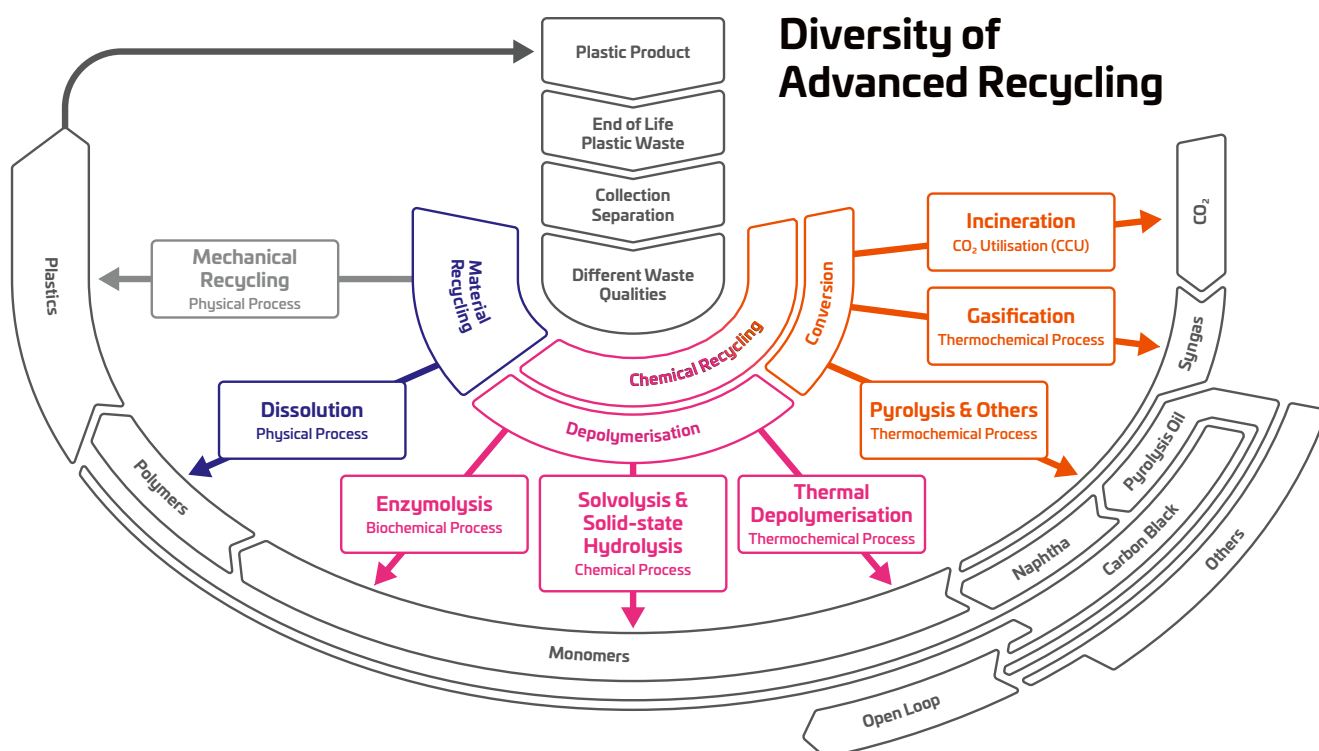 Diversity of
Advanced Recycling
Plastic Product
End of Life
Plastic Waste
Collection
Separation
Different Waste
Qualities
Plastics
Mechanical
Recycling
Physical Process
Material
Recycling
Dissolution
Physical Process
Polymers
Chemical Recycling
Depolymerisation
Conversion
Enzymolysis
Biochemical Process
Solvolysis &
Solid-state
Hydrolysis
Chemical Process
Thermal
Depolymerisation
Thermochemical Process
Incineration
CO₂ Utilisation (CCU)
Gasification
Thermochemical Process
Pyrolysis & Others
Thermochemical Process
CO₂
Syngas
Pyrolysis Oil
Naphtha
Carbon Black
Others
Monomers
Open Loop